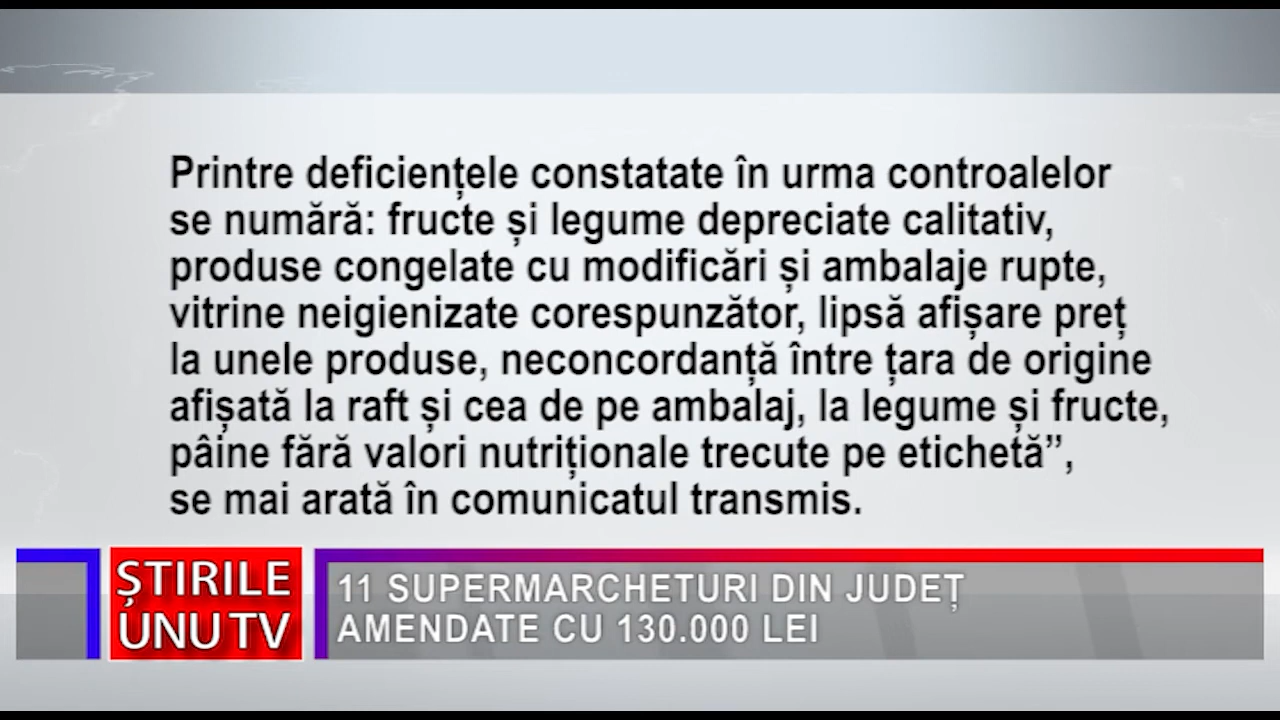 Printre deficiențele constatate în urma controalelor
se numără: fructe și legume depreciate calitativ,
produse congelate cu modificări și ambalaje rupte,
vitrine neigienizate corespunzător, lipsă afișare preț
la unele produse, neconcordanță între țara de origine
afișată la raft și cea de pe ambalaj, la legume și fructe,
pâine fără valori nutriționale trecute pe etichetă”,
se mai arată în comunicatul transmis.
ȘTIRILE
UNU TV
11 SUPERMARCHETURI DIN JUDEȚ
AMENDATE CU 130.000 LEI